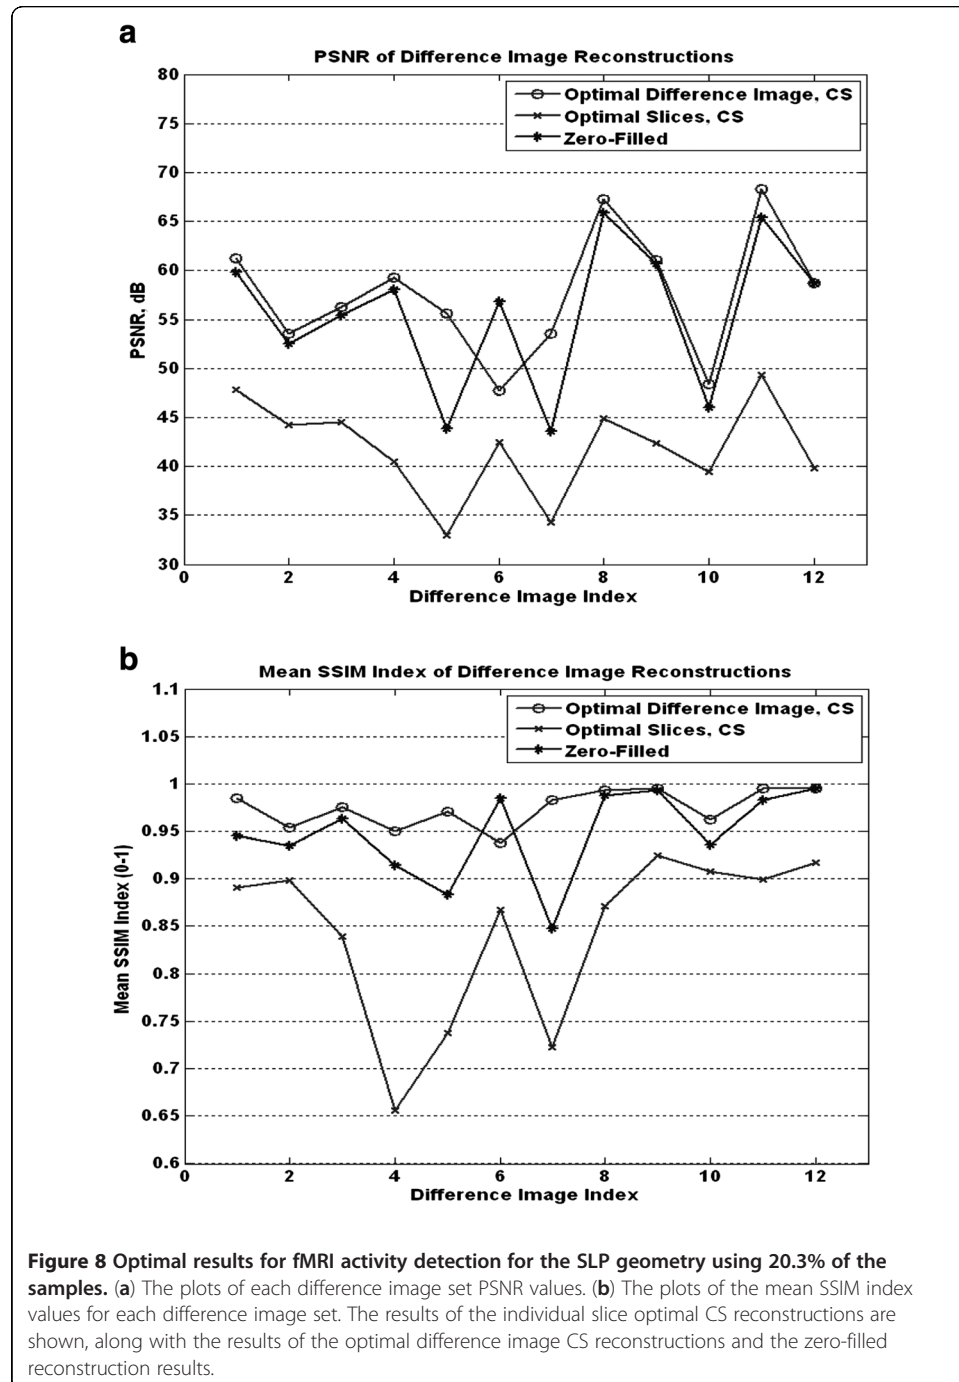 a
PSNR of Difference Image Reconstructions
80
75
70
65
60
55
50
45
40
35
30
PSNR, dB
Optimal Difference Image, CS
Optimal Slices, CS
Zero-Filled
0 2 4 6 8 10 12
Difference Image Index
b
Mean SSIM Index of Difference Image Reconstructions
1.1
1.05
1
0.95
0.9
0.85
0.8
0.75
0.7
0.65
0.6
Mean SSIM Index (0-1)
Optimal Difference Image, CS
Optimal Slices, CS
Zero-Filled
0 2 4 6 8 10 12
Difference Image Index
Figure 8 Optimal results for fMRI activity detection for the SLP geometry using 20.3% of the
samples. (a) The plots of each difference image set PSNR values. (b) The plots of the mean SSIM index
values for each difference image set. The results of the individual slice optimal CS reconstructions are
shown, along with the results of the optimal difference image CS reconstructions and the zero-filled
reconstruction results.